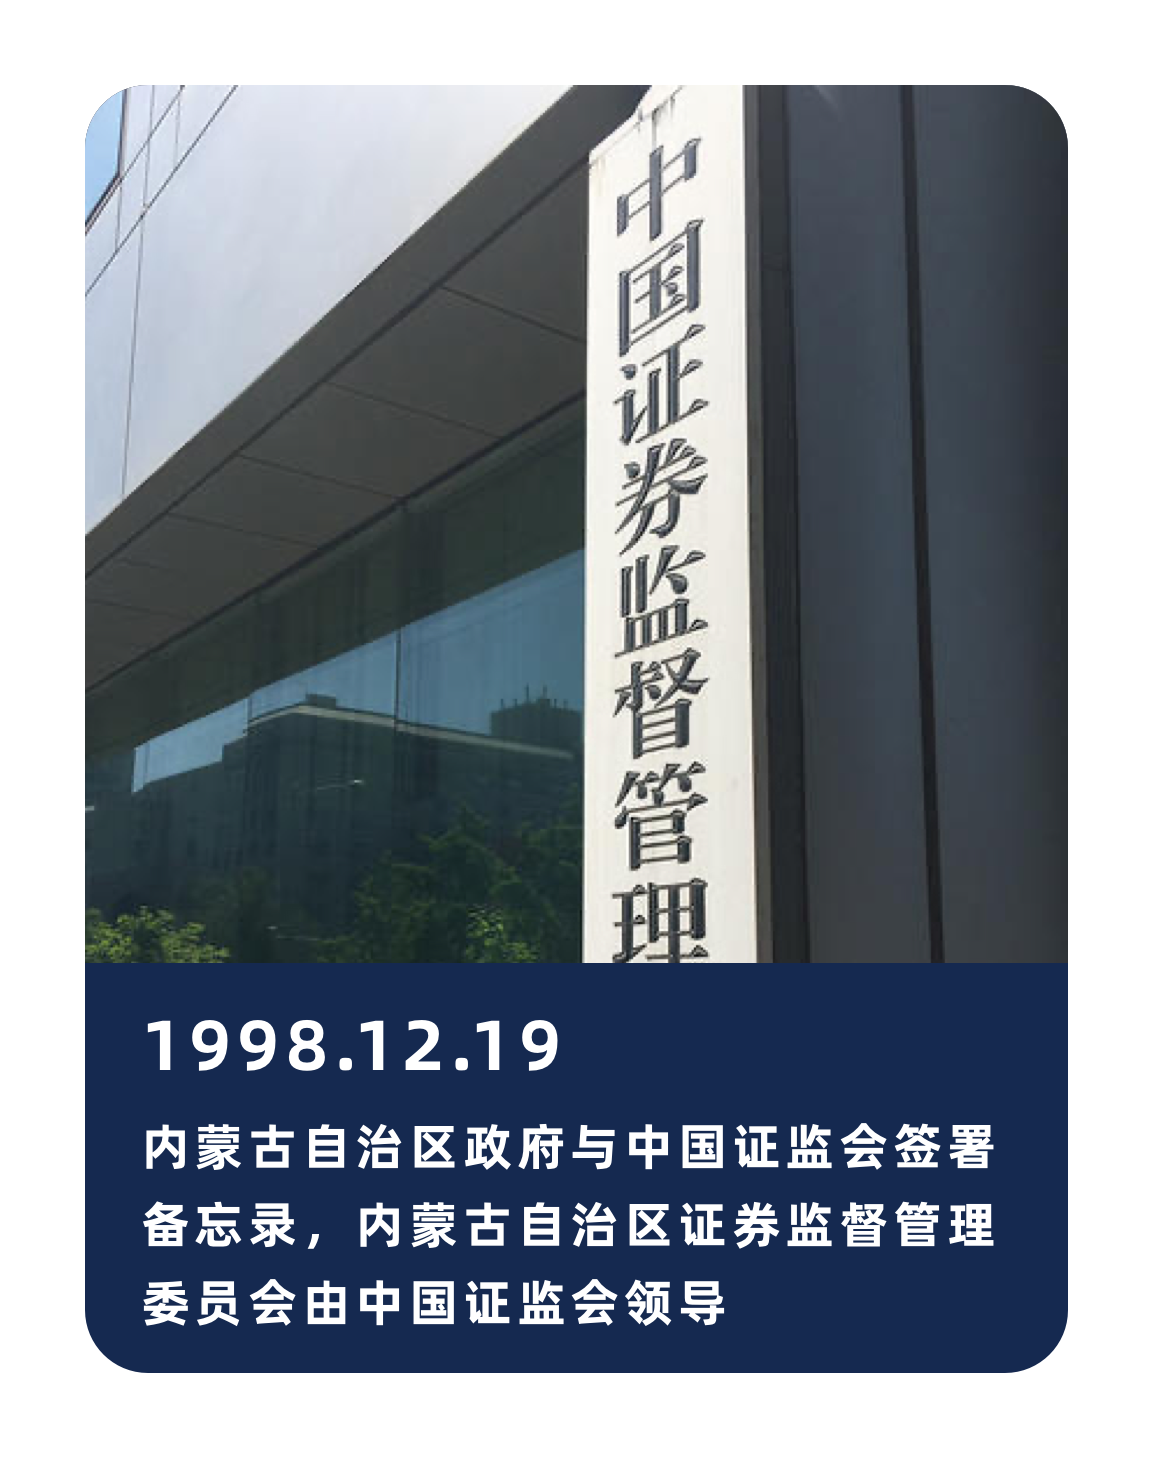 中国证券监督管理
1998.12.19
内蒙古自治区政府与中国证监会签署
备忘录，内蒙古自治区证券监督管理
委员会由中国证监会领导